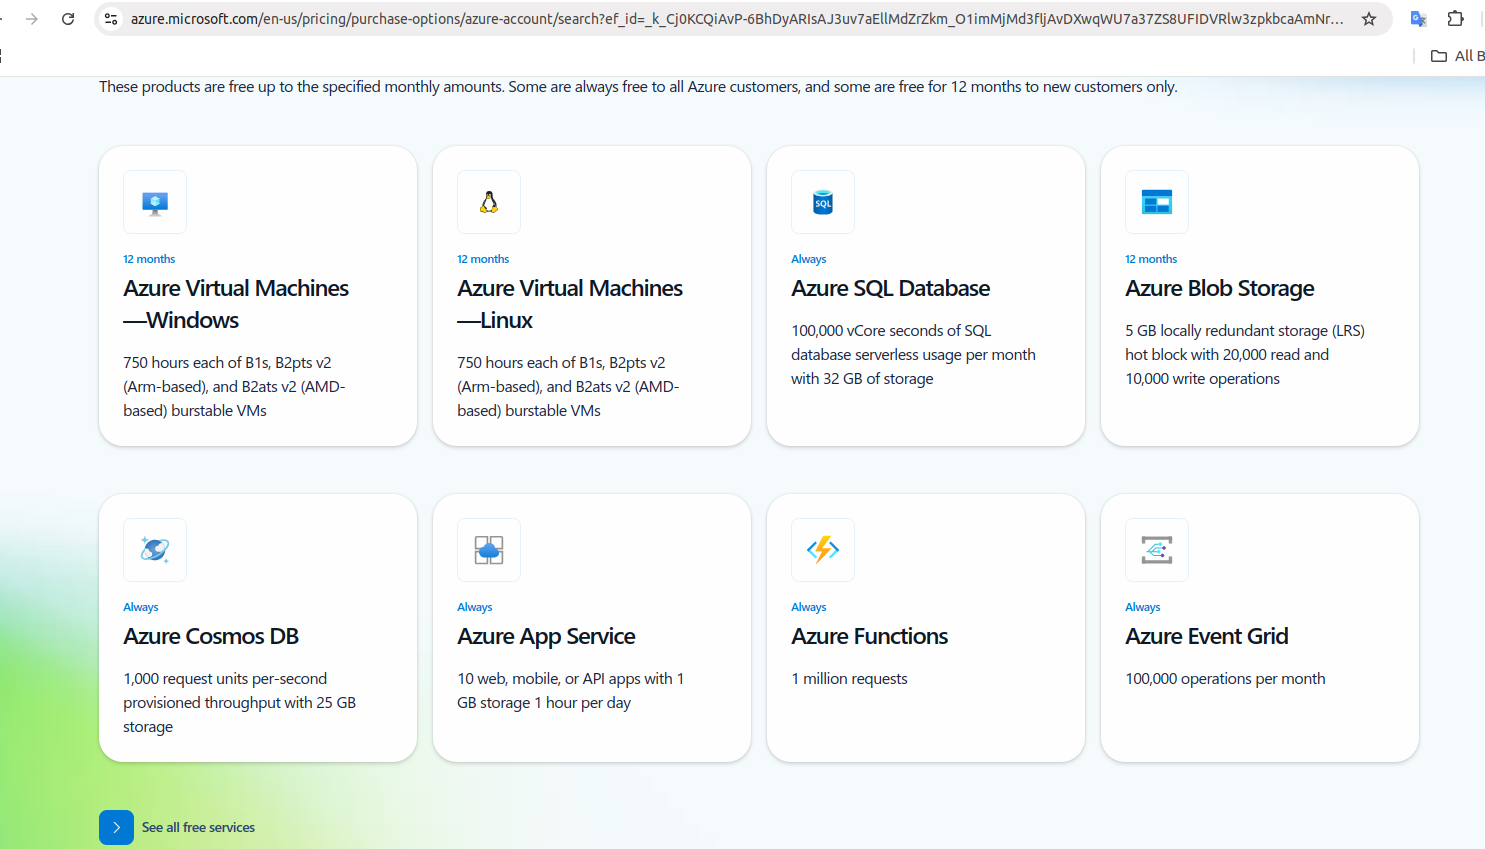 azure.microsoft.com/en-us/pricing/purchase-options/azure-account/search?ef_id=_k_Cj0KCQiAvP-6BhDyARIsAJ3uv7aEllMdZrZkm_O1imMjMd3fljAvDXwqWU7a37ZS8UFIDVRlw3zpkbcaAmNr...
All B
These products are free up to the specified monthly amounts. Some are always free to all Azure customers, and some are free for 12 months to new customers only.
12 months
Azure Virtual Machines
—Windows
750 hours each of B1s, B2pts v2
(Arm-based), and B2ats v2 (AMD-
based) burstable VMs
12 months
Azure Virtual Machines
—Linux
750 hours each of B1s, B2pts v2
(Arm-based), and B2ats v2 (AMD-
based) burstable VMs
SQL
Always
Azure SQL Database
100,000 vCore seconds of SQL
database serverless usage per month
with 32 GB of storage
12 months
Azure Blob Storage
5 GB locally redundant storage (LRS)
hot block with 20,000 read and
10,000 write operations
Always
Azure Cosmos DB
1,000 request units per-second
provisioned throughput with 25 GB
storage
Always
Azure App Service
10 web, mobile, or API apps with 1
GB storage 1 hour per day
Always
Azure Functions
1 million requests
Always
Azure Event Grid
100,000 operations per month
See all free services